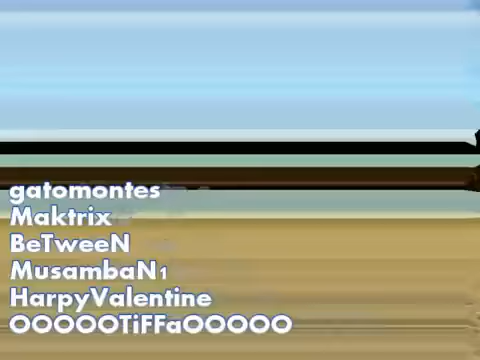 gatomontes
Maktrix
BeTweeN
MusambaN1
HarpyValentine
OOOOOTiFFaOOOOO